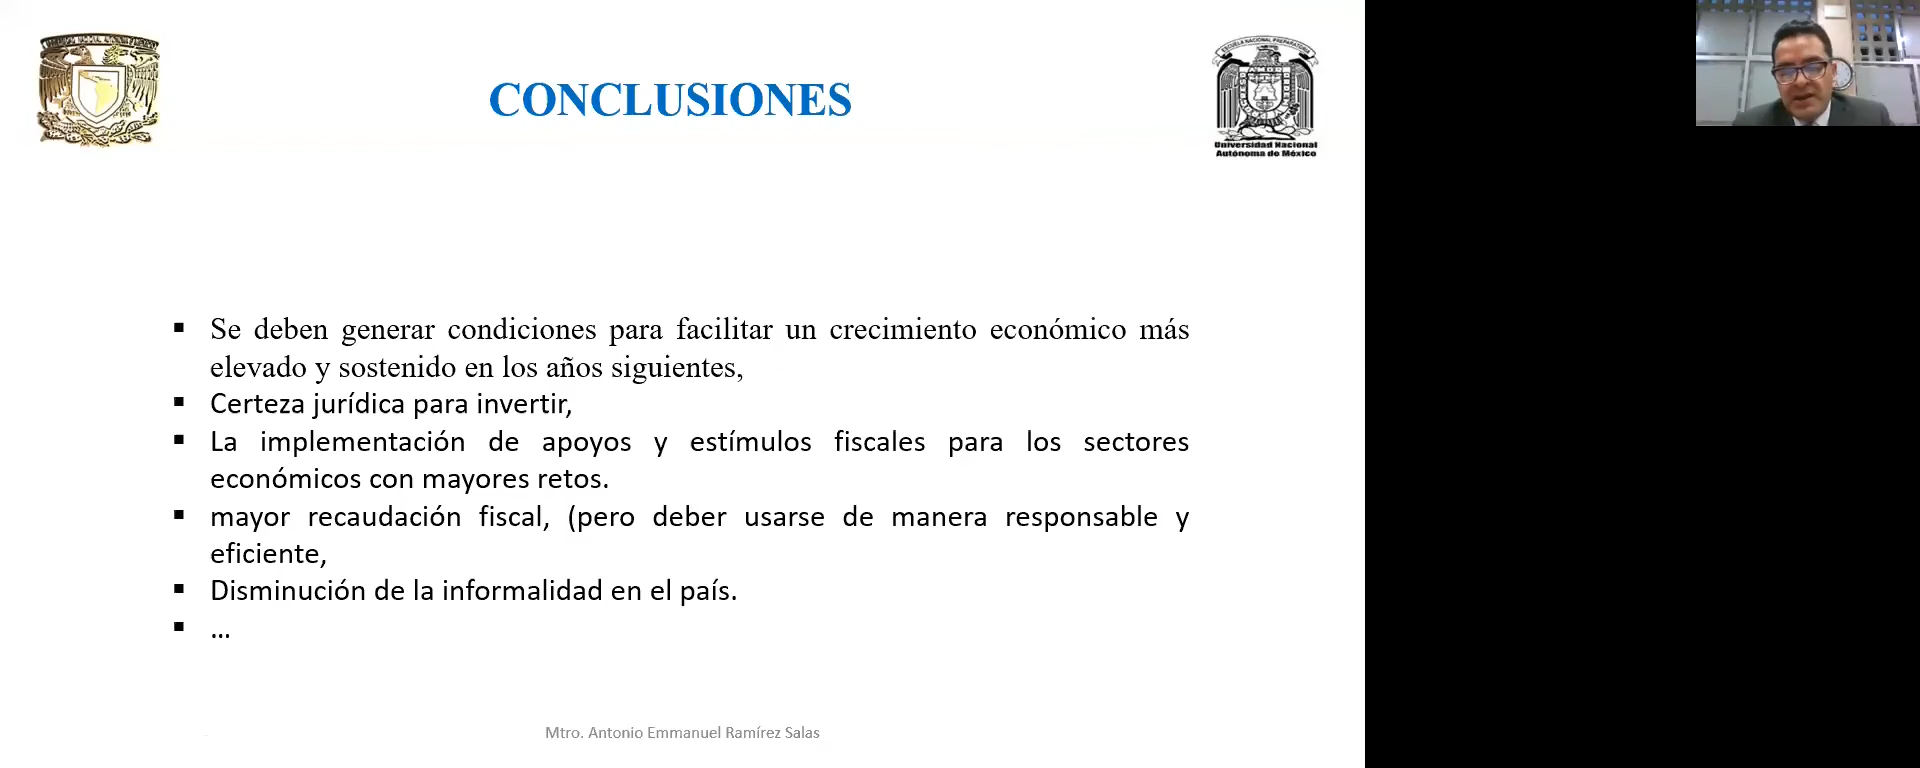 CONCLUSIONES
ESCUELA NACIONAL PREPARATORIA
Universidad Nacional
Autónoma de México
▪ Se deben generar condiciones para facilitar un crecimiento económico más
elevado y sostenido en los años siguientes,
▪ Certeza jurídica para invertir,
▪ La implementación de apoyos y estímulos fiscales para los sectores
económicos con mayores retos.
▪ mayor recaudación fiscal, (pero deber usarse de manera responsable y
eficiente,
▪ Disminución de la informalidad en el país.
▪ ...
Mtro. Antonio Emmanuel Ramírez Salas